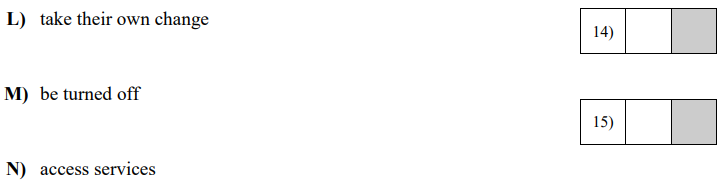 L) take their own change
14)
M) be turned off
15)
N) access services